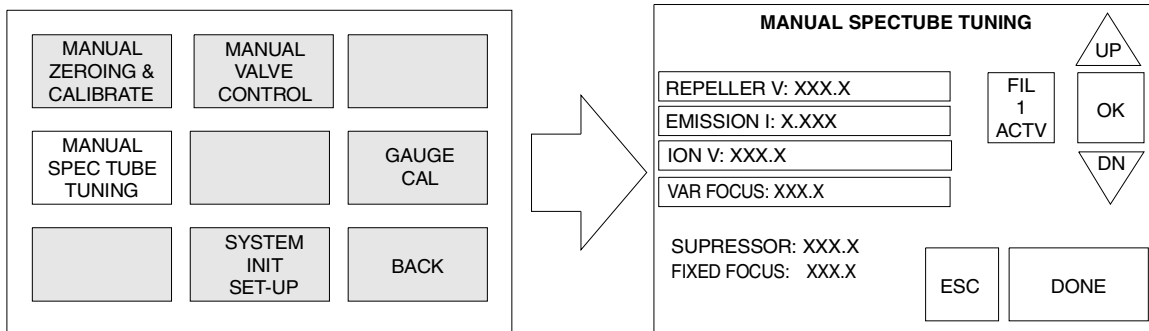 MANUAL
ZEROING &
CALIBRATE
MANUAL
VALVE
CONTROL
MANUAL
SPEC TUBE
TUNING
GAUGE
CAL
SYSTEM
INIT
SET-UP
BACK
MANUAL SPECTUBE TUNING
REPELLER V: XXX.X
EMISSION I: X.XXX
ION V: XXX.X
VAR FOCUS: XXX.X
FIL
1
ACTV
UP
OK
DN
SUPRESSOR: XXX.X
FIXED FOCUS: XXX.X
ESC
DONE